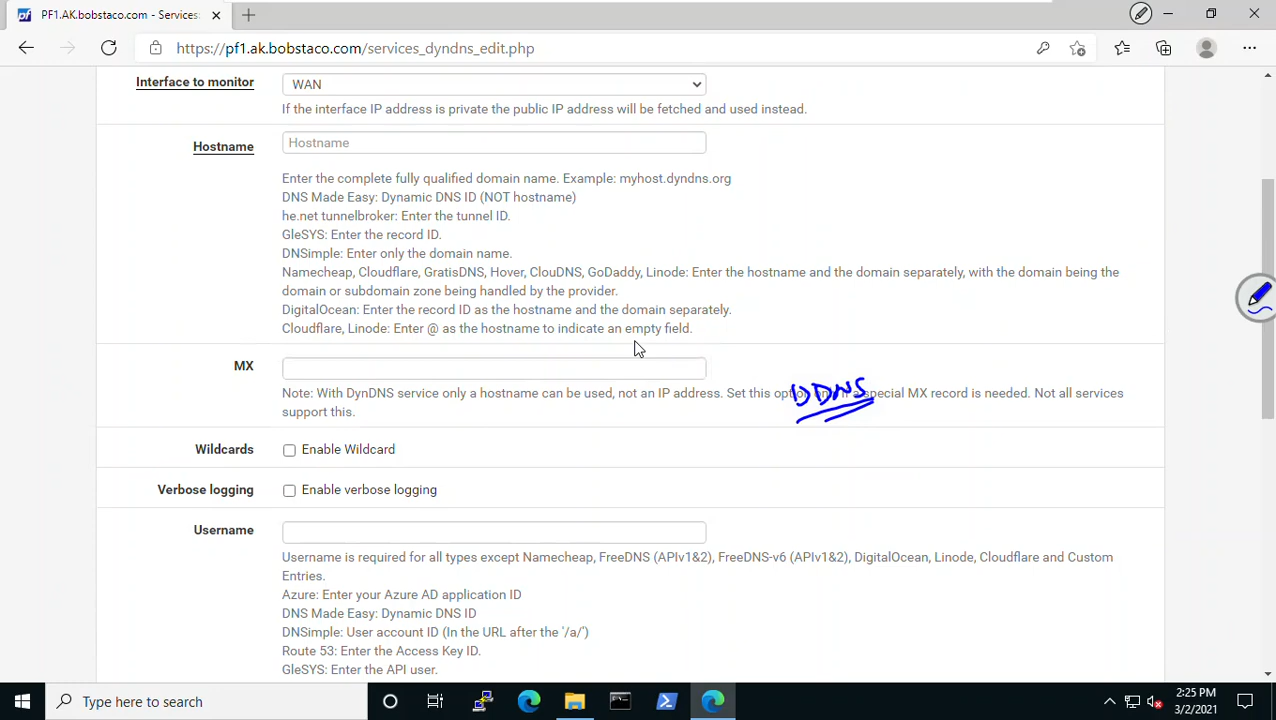 PF1.AK.bobstaco.com - Services:
https://pf1.ak.bobstaco.com/services_dyndns_edit.php
Interface to monitor
WAN
If the interface IP address is private the public IP address will be fetched and used instead.
Hostname
Hostname
Enter the complete fully qualified domain name. Example: myhost.dyndns.org
DNS Made Easy: Dynamic DNS ID (NOT hostname)
he.net tunnelbroker: Enter the tunnel ID.
GleSYS: Enter the record ID.
DNSimple: Enter only the domain name.
Namecheap, Cloudflare, GratisDNS, Hover, ClouDNS, GoDaddy, Linode: Enter the hostname and the domain separately, with the domain being the
domain or subdomain zone being handled by the provider.
DigitalOcean: Enter the record ID as the hostname and the domain separately.
Cloudflare, Linode: Enter @ as the hostname to indicate an empty field.
MX
Note: With DynDNS service only a hostname can be used, not an IP address. Set this option only if a special MX record is needed. Not all services
support this.
DDNS
Wildcards
Enable Wildcard
Verbose logging
Enable verbose logging
Username
Username is required for all types except Namecheap, FreeDNS (APIv1&2), FreeDNS-v6 (APIv1&2), DigitalOcean, Linode, Cloudflare and Custom
Entries.
Azure: Enter your Azure AD application ID
DNS Made Easy: Dynamic DNS ID
DNSimple: User account ID (In the URL after the '/a/')
Route 53: Enter the Access Key ID.
GleSYS: Enter the API user.
Type here to search
2:25 PM
3/2/2021